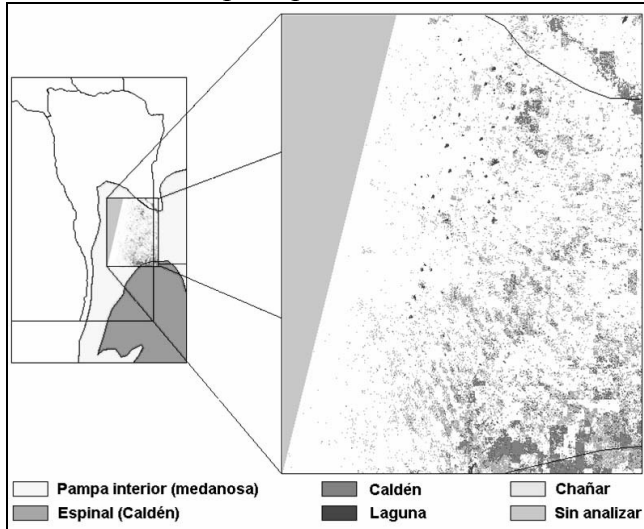 Pampa interior (medanosa)
Caldén
Chañar
Espinal (Caldén)
Laguna
Sin analizar